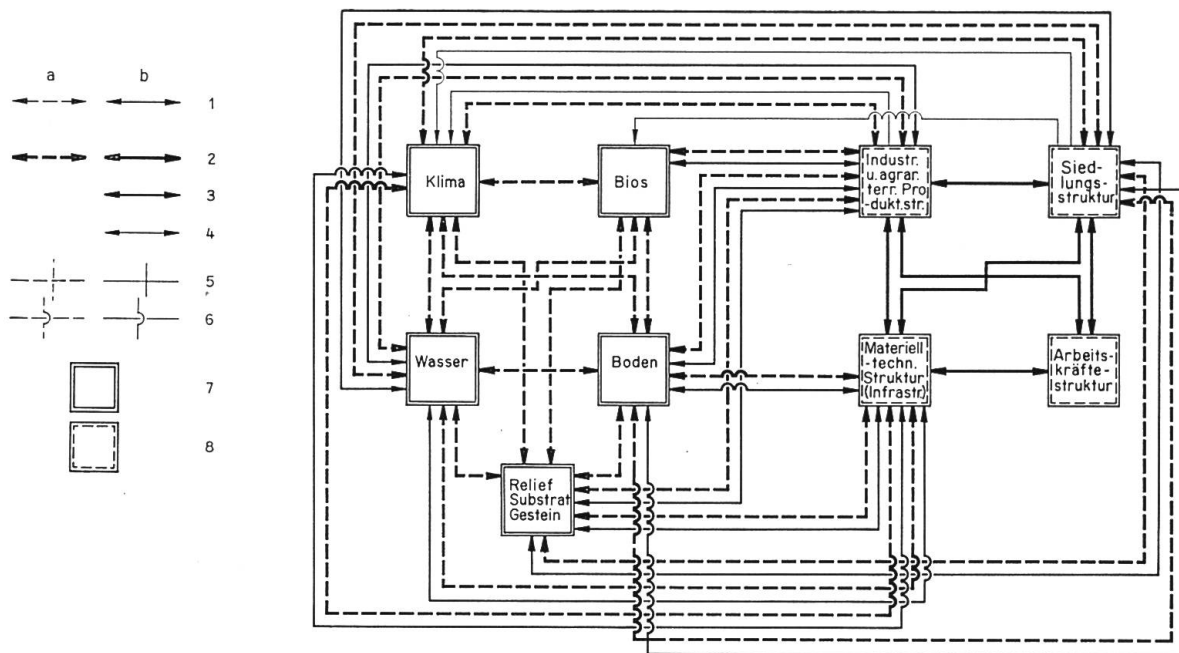 a b
1
2
3
4
5
6
7
8
Klima
Bios
Industr.
u. agrar.
terr. Pro-
dukt.str.
Sied-
lungs-
struktur
Wasser
Boden
Materiell
-techn.
Struktur
(Infrastr.)
Arbeits-
kräfte-
struktur
Relief
Substrat
Gestein